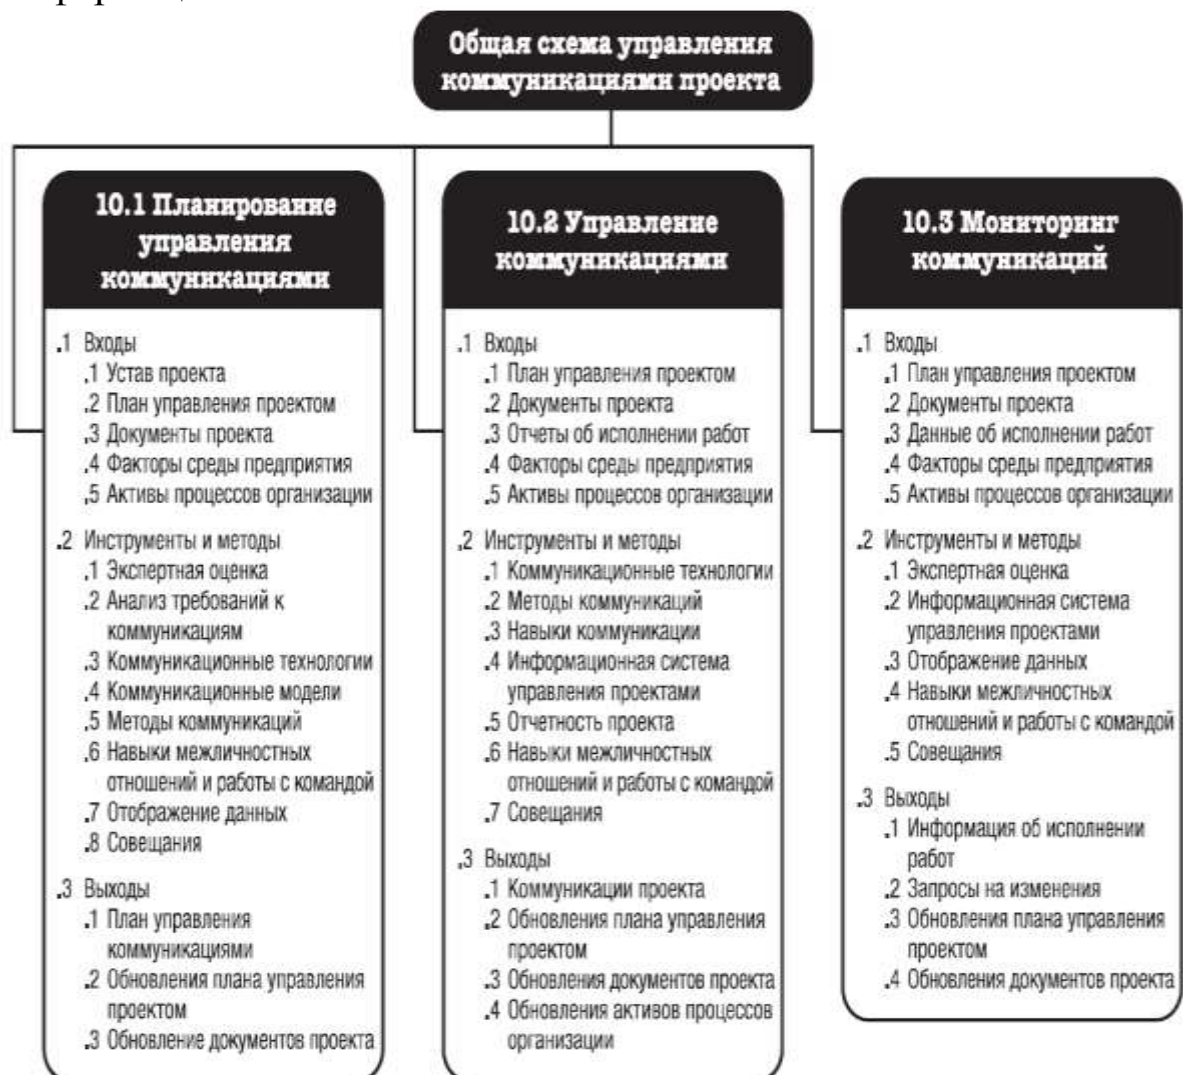 Общая схема управления
коммуникациями проекта
10.1 Планирование
управления
коммуникациями
.1 Входы
.1 Устав проекта
.2 План управления проектом
.3 Документы проекта
.4 Факторы среды предприятия
.5 Активы процессов организации
.2 Инструменты и методы
.1 Экспертная оценка
.2 Анализ требований к
коммуникациям
.3 Коммуникационные технологии
.4 Коммуникационные модели
.5 Методы коммуникаций
.6 Навыки межличностных
отношений и работы с командой
.7 Отображение данных
.8 Совещания
.3 Выходы
.1 План управления
коммуникациями
.2 Обновления плана управления
проектом
.3 Обновление документов проекта
10.2 Управление
коммуникациями
.1 Входы
.1 План управления проектом
.2 Документы проекта
.3 Отчеты об исполнении работ
.4 Факторы среды предприятия
.5 Активы процессов организации
.2 Инструменты и методы
.1 Коммуникационные технологии
.2 Методы коммуникаций
.3 Навыки коммуникации
.4 Информационная система
управления проектами
.5 Отчетность проекта
.6 Навыки межличностных
отношений и работы с командой
.7 Совещания
.3 Выходы
.1 Коммуникации проекта
.2 Обновления плана управления
проектом
.3 Обновления документов проекта
.4 Обновления активов процессов
организации
10.3 Мониторинг
коммуникаций
.1 Входы
.1 План управления проектом
.2 Документы проекта
.3 Данные об исполнении работ
.4 Факторы среды предприятия
.5 Активы процессов организации
.2 Инструменты и методы
.1 Экспертная оценка
.2 Информационная система
управления проектами
.3 Отображение данных
.4 Навыки межличностных
отношений и работы с командой
.5 Совещания
.3 Выходы
.1 Информация об исполнении
работ
.2 Запросы на изменения
.3 Обновления плана управления
проектом
.4 Обновления документов проекта